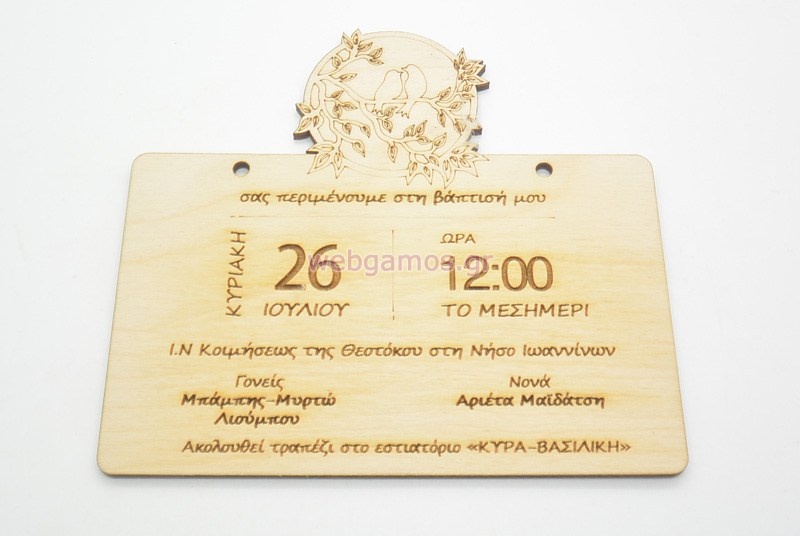 σας περιμένουμε στη βάπτισή μου
ΚΥΡΙΑΚΗ
26
ΙΟΥΛΙΟΥ
ΩΡΑ
12:00
ΤΟ ΜΕΣΗΜΕΡΙ
webgamos.gr
Ι.Ν Κοιμήσεως της Θεοτόκου στη Νήσο Ιωαννίνων
Γονείς
Μπάμπης-Μυρτώ
Λιούμπου
Νονά
Αριέτα Μαϊδάτση
Ακολουθεί τραπέζι στο εστιατόριο «ΚΥΡΑ-ΒΑΣΙΛΙΚΗ»